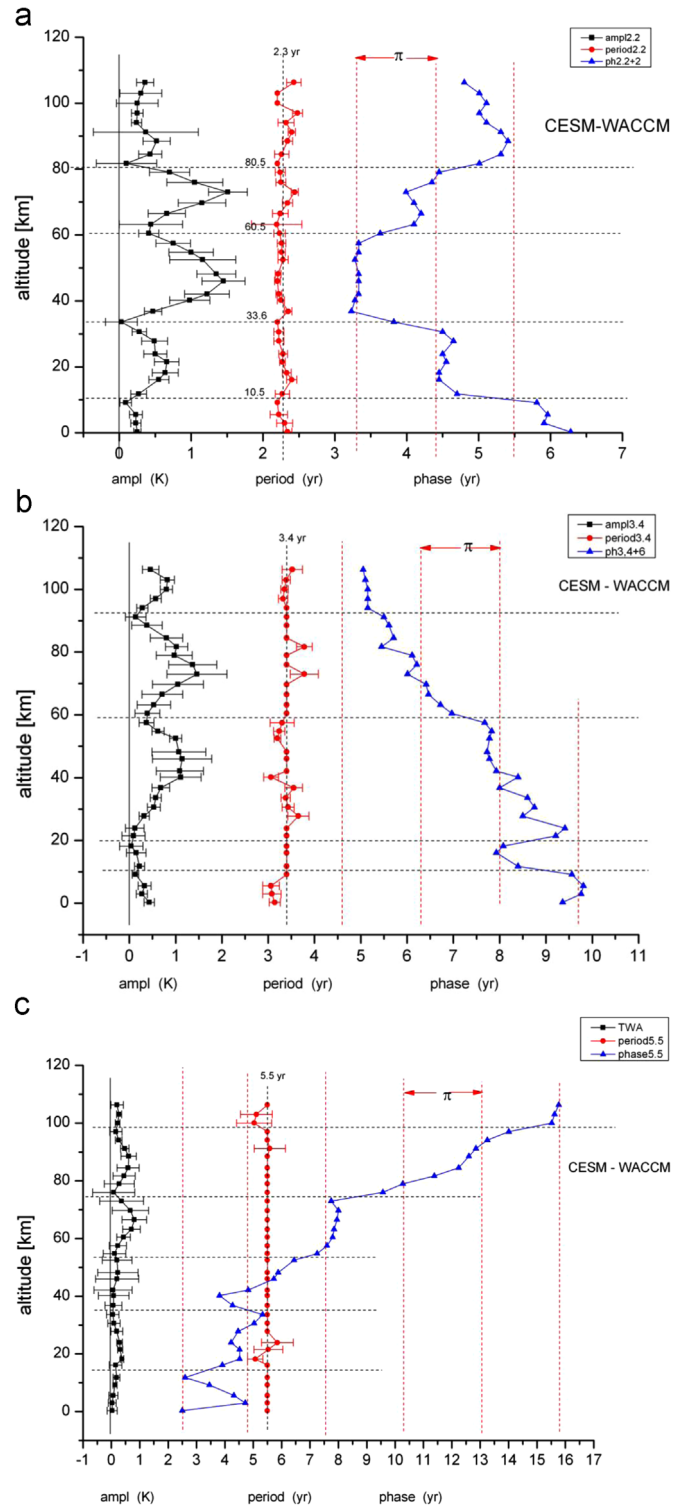 a
2.3 yr
ampl2.2
period2.2
ph2.2+2
π
CESM-WACCM
80.5
60.5
33.6
10.5
120
100
80
60
40
20
0
altitude [km]
0 1 2 3 4 5 6 7
ampl (K) period (yr) phase (yr)
b
3.4 yr
ampl3.4
period3.4
ph3,4+6
π
CESM - WACCM
120
100
80
60
40
20
0
altitude [km]
-1 0 1 2 3 4 5 6 7 8 9 10 11
ampl (K) period (yr) phase (yr)
c
5.5 yr
TWA
period5.5
phase5.5
π
CESM - WACCM
120
100
80
60
40
20
0
altitude [km]
-1 0 1 2 3 4 5 6 7 8 9 10 11 12 13 14 15 16 17
ampl (K) period (yr) phase (yr)